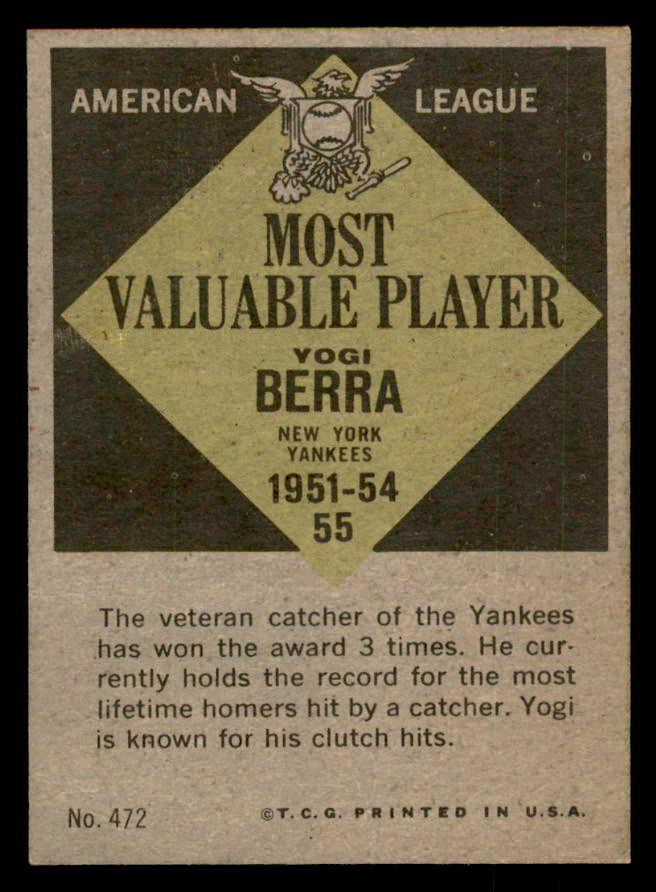 AMERICAN LEAGUE
MOST
VALUABLE PLAYER
YOGI
BERRA
NEW YORK
YANKEES
1951-54
55
The veteran catcher of the Yankees
has won the award 3 times. He cur-
rently holds the record for the most
lifetime homers hit by a catcher. Yogi
is known for his clutch hits.
No. 472 ©T.C.G. PRINTED IN U.S.A.